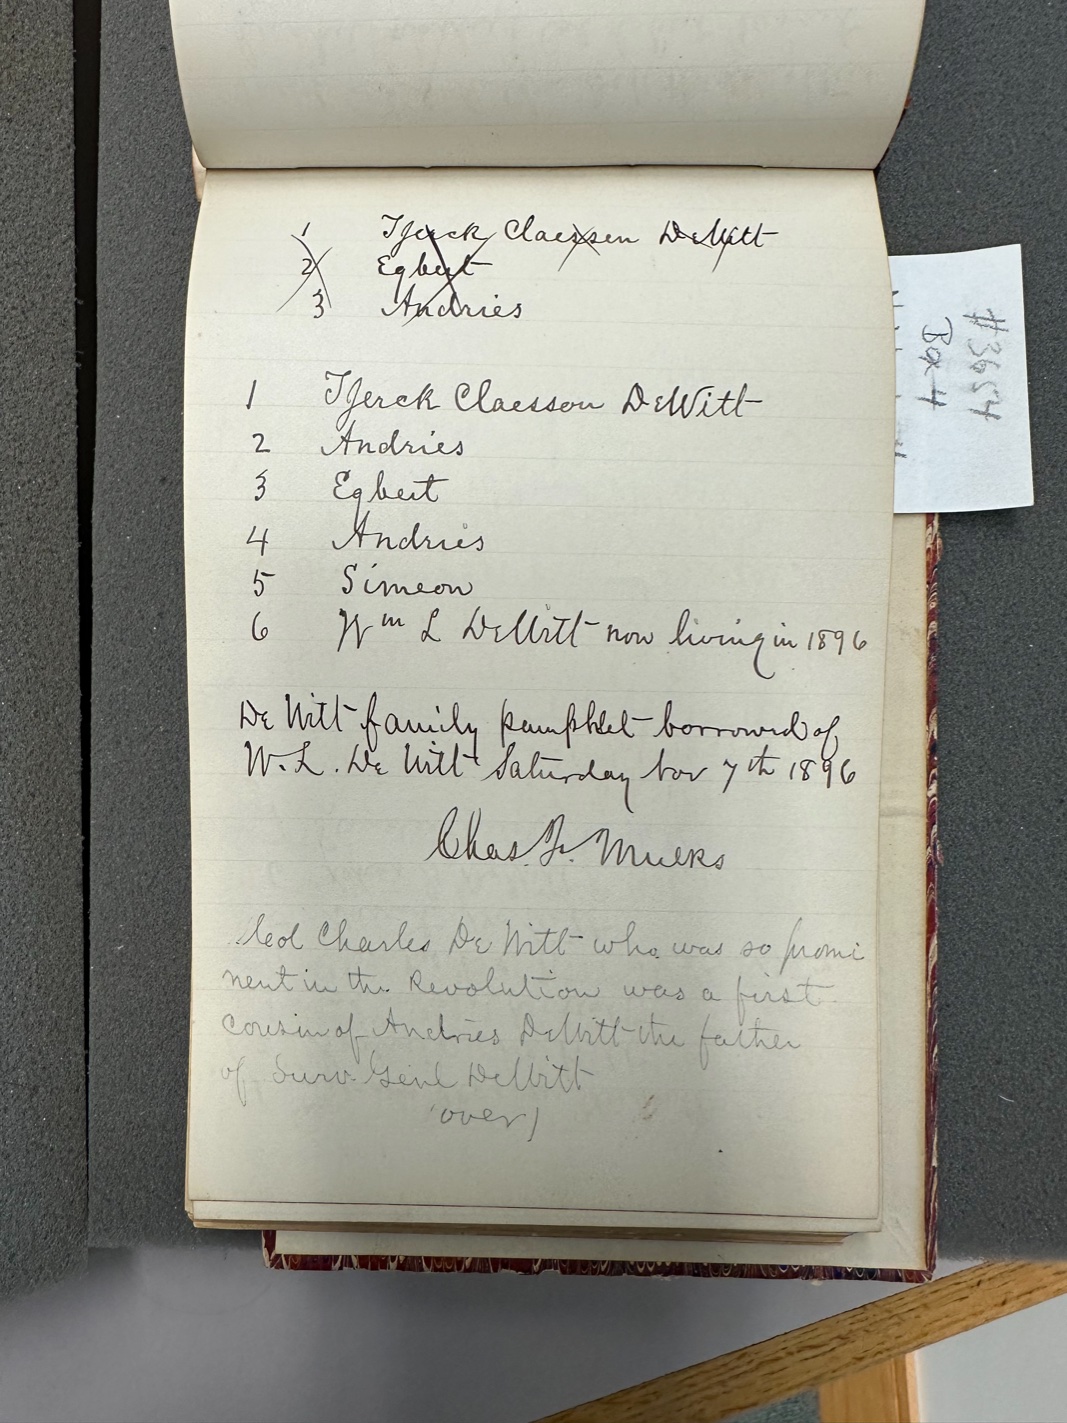 1 Tjerck Claessen DeWitt
2 Egbert
3 Andries
1 Tjerck Claesson DeWitt
2 Andries
3 Egbert
4 Andries
5 Simeon
6 Wm L DeWitt now living in 1896
De Witt family pamphlet borrowed of
W. L. De Witt Saturday Nov 7th 1896
Chas. F. Mulks
Col Charles De Witt who was so promi
nent in the Revolution was a first
cousin of Andries DeWitt the father
of Surv. Genl DeWitt
(over)
#3654
Box 4